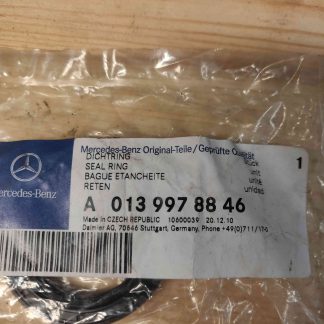 Mercedes-Benz Original-Teile/Geprüfte Qualität
DICHTRING
SEAL RING
BAGUE ETANCHEITE
RETEN
Stück
unit
unité
unidad
1
ercedes-Benz
A 013 997 88 46
Made in CZECH REPUBLIC 10600039 20.12.10
Daimler AG, 70546 Stuttgart, Germany, Phone +49(0)711/17-0